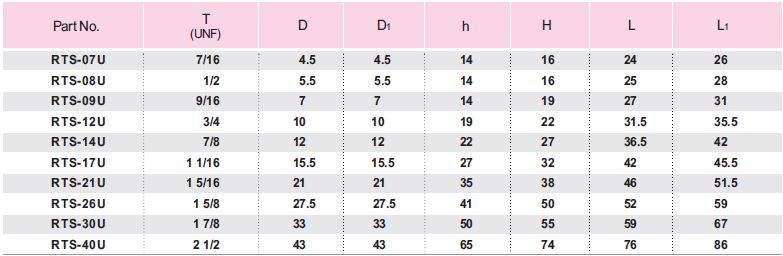 Part No. T D D1 h H L L1
(UNF)
RTS-07U 7/16 4.5 4.5 14 16 24 26
RTS-08U 1/2 5.5 5.5 14 16 25 28
RTS-09U 9/16 7 7 14 19 27 31
RTS-12U 3/4 10 10 19 22 31.5 35.5
RTS-14U 7/8 12 12 22 27 36.5 42
RTS-17U 1 1/16 15.5 15.5 27 32 42 45.5
RTS-21U 1 5/16 21 21 35 38 46 51.5
RTS-26U 1 5/8 27.5 27.5 41 50 52 59
RTS-30U 1 7/8 33 33 50 55 59 67
RTS-40U 2 1/2 43 43 65 74 76 86